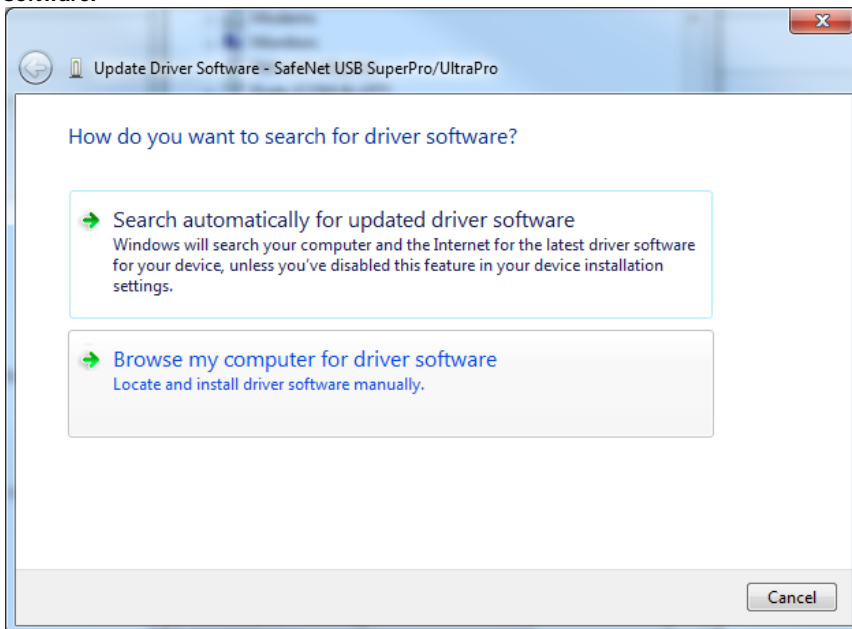 software.
Update Driver Software - SafeNet USB SuperPro/UltraPro
How do you want to search for driver software?
Search automatically for updated driver software
Windows will search your computer and the Internet for the latest driver software
for your device, unless you've disabled this feature in your device installation
settings.
Browse my computer for driver software
Locate and install driver software manually.
Cancel